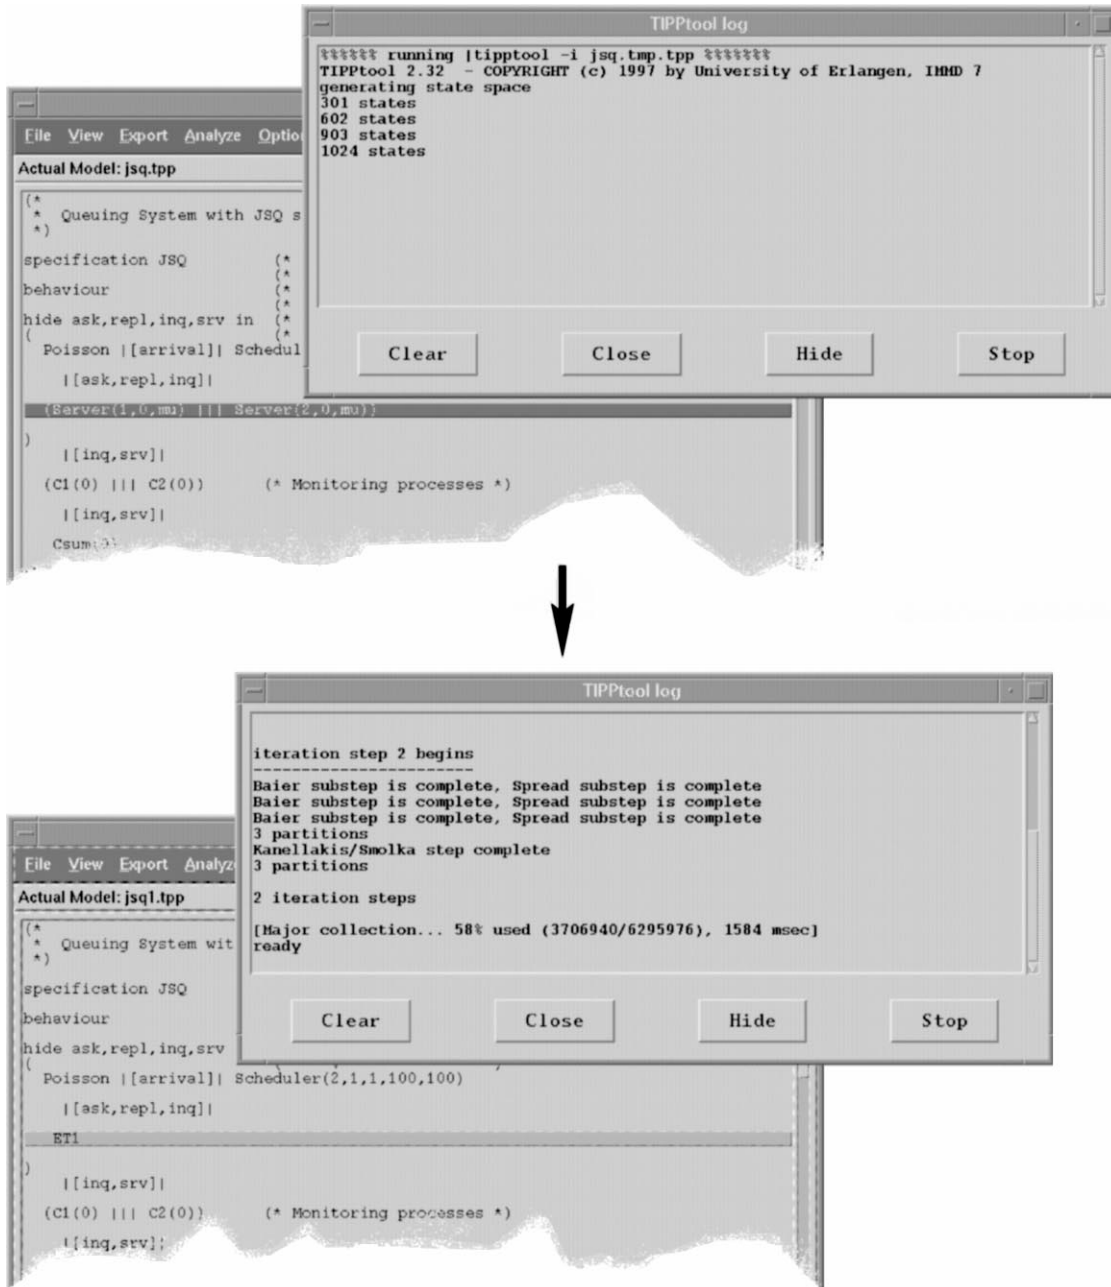 TIPPtool log
%%%%%% running |tipptool -i jsq.tmp.tpp %%%%%%%
TIPPtool 2.32 - COPYRIGHT (c) 1997 by University of Erlangen, IMMD 7
generating state space
301 states
602 states
903 states
1024 states
Clear Close Hide Stop
File View Export Analyze Optio
Actual Model: jsq.tpp
(*
* Queuing System with JSQ s
*)
specification JSQ (*
(*
behaviour (*
(*
hide ask,repl,inq,srv in (*
( (*
Poisson |[arrival]| Schedul
|[ask,repl,inq]|
(Server(1,0,mu) ||| Server(2,0,mu))
)
|[inq,srv]|
(C1(0) ||| C2(0)) (* Monitoring processes *)
|[inq,srv]|
Csum(0)
TIPPtool log
iteration step 2 begins
------------------------
Baier substep is complete, Spread substep is complete
Baier substep is complete, Spread substep is complete
Baier substep is complete, Spread substep is complete
3 partitions
Kanellakis/Smolka step complete
3 partitions
2 iteration steps
[Major collection... 58% used (3706940/6295976), 1584 msec]
ready
Clear Close Hide Stop
File View Export Analyz
Actual Model: jsq1.tpp
(*
* Queuing System wit
*)
specification JSQ
behaviour
hide ask,repl,inq,srv
(
Poisson |[arrival]| Scheduler(2,1,1,100,100)
|[ask,repl,inq]|
ET1
)
|[inq,srv]|
(C1(0) ||| C2(0)) (* Monitoring processes *)
|[inq,srv]|